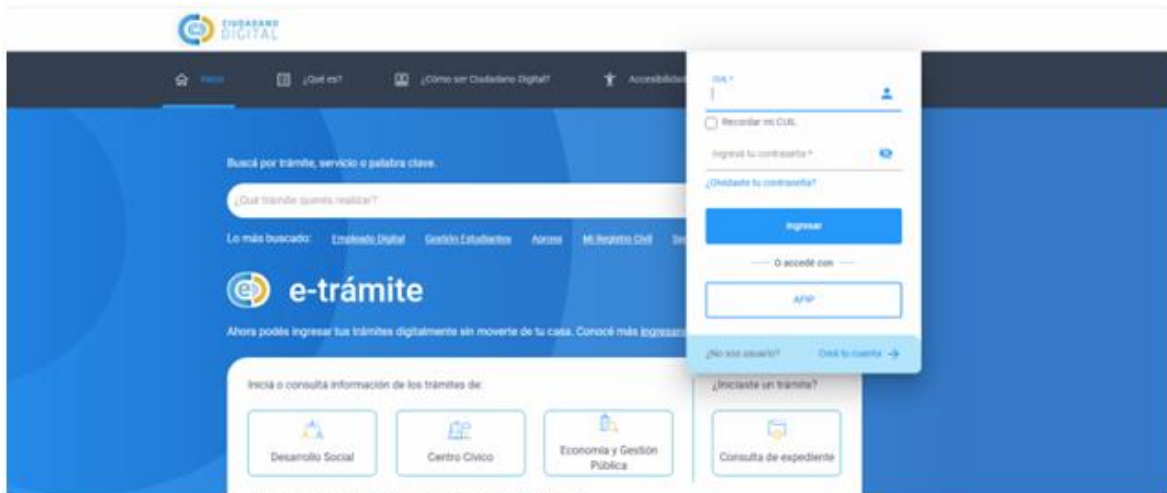 CIUDADANO
DIGITAL
Inicio
¿Qué es?
¿Cómo ser Ciudadano Digital?
Accesibilidad
CUIL *
Recordar mi CUIL
Ingresá tu contraseña *
¿Olvidaste tu contraseña?
Ingresar
O accedé con
AFIP
¿No sos usuario?
Creá tu cuenta
Buscá por trámite, servicio o palabra clave.
¿Qué trámite querés realizar?
Lo más buscado: Empleado Digital Gestión Estudiantes Apross Mi Registro Civil
e-trámite
Ahora podés ingresar tus trámites digitalmente sin moverte de tu casa. Conocé más
Iniciá o consultá información de los trámites de:
¿Iniciaste un trámite?
Desarrollo Social
Centro Cívico
Economía y Gestión
Pública
Consulta de expediente